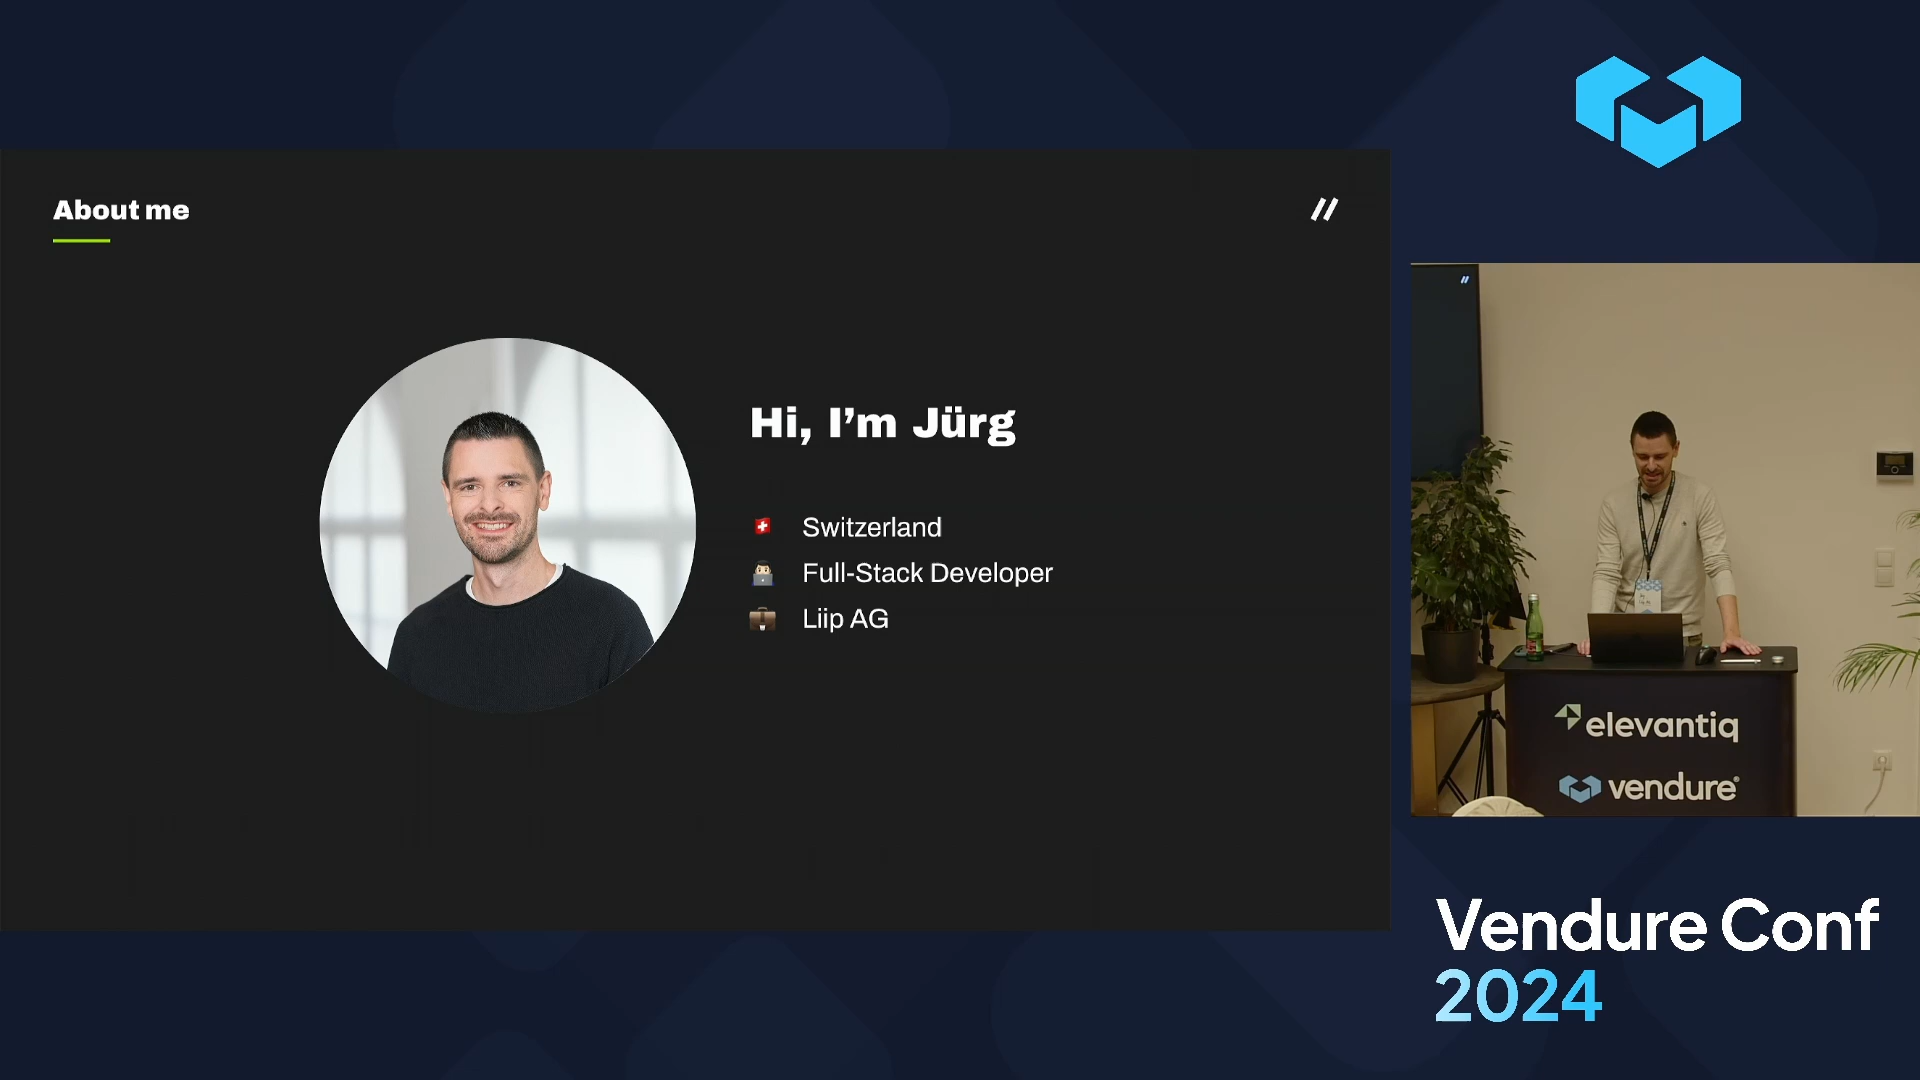 About me
Hi, I’m Jürg
Switzerland
Full-Stack Developer
Liip AG
elevantiq
vendure®
Vendure Conf
2024